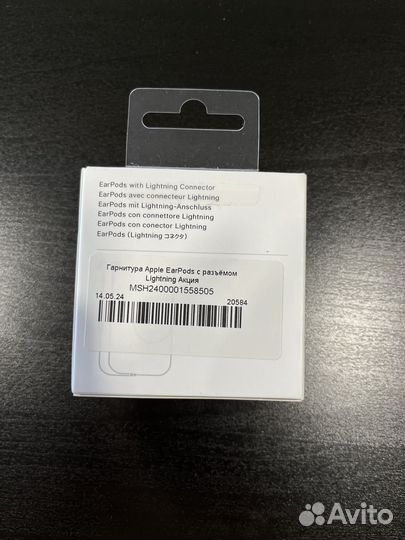 EarPods with Lightning Connector
EarPods avec connecteur Lightning
EarPods mit Lightning-Anschluss
EarPods con connettore Lightning
EarPods con conector Lightning
EarPods (Lightning コネクタ)
Гарнитура Apple EarPods с разъёмом
Lightning Акция
MSH2400001558505
14.05.24 20584
Avito